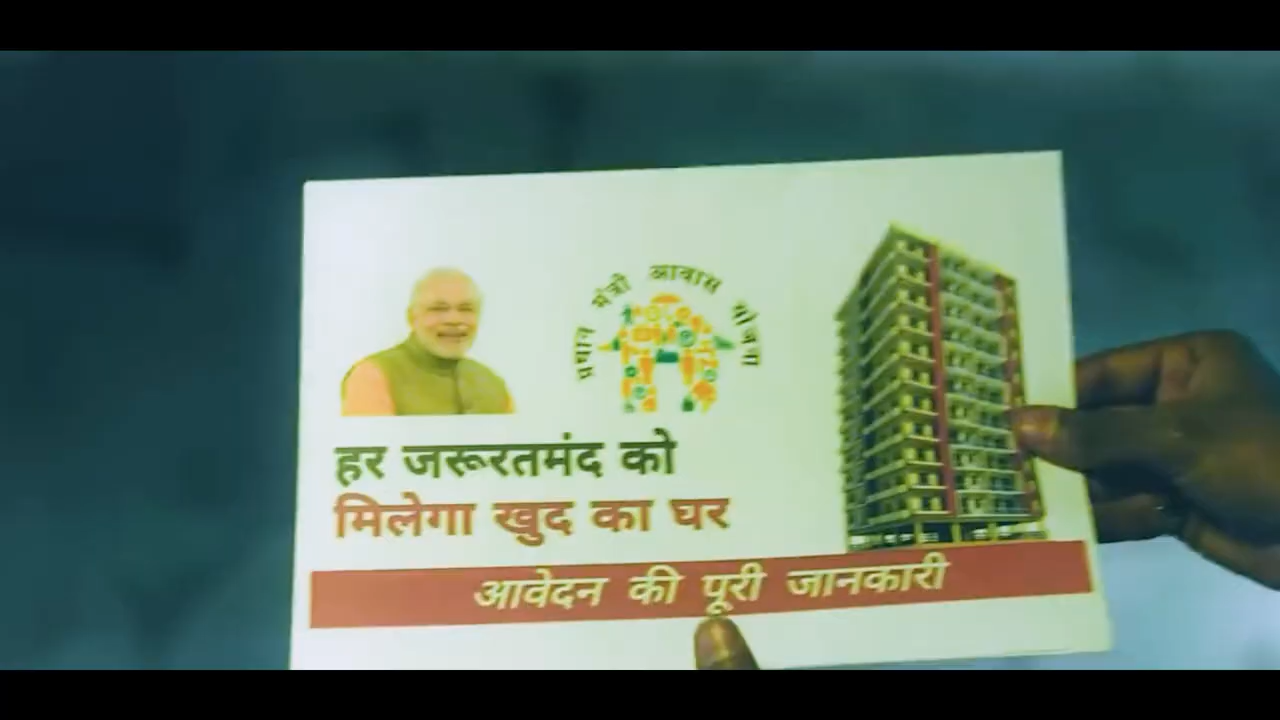 प्रधान मंत्री आवास योजना
हर जरूरतमंद को
मिलेगा खुद का घर
आवेदन की पूरी जानकारी